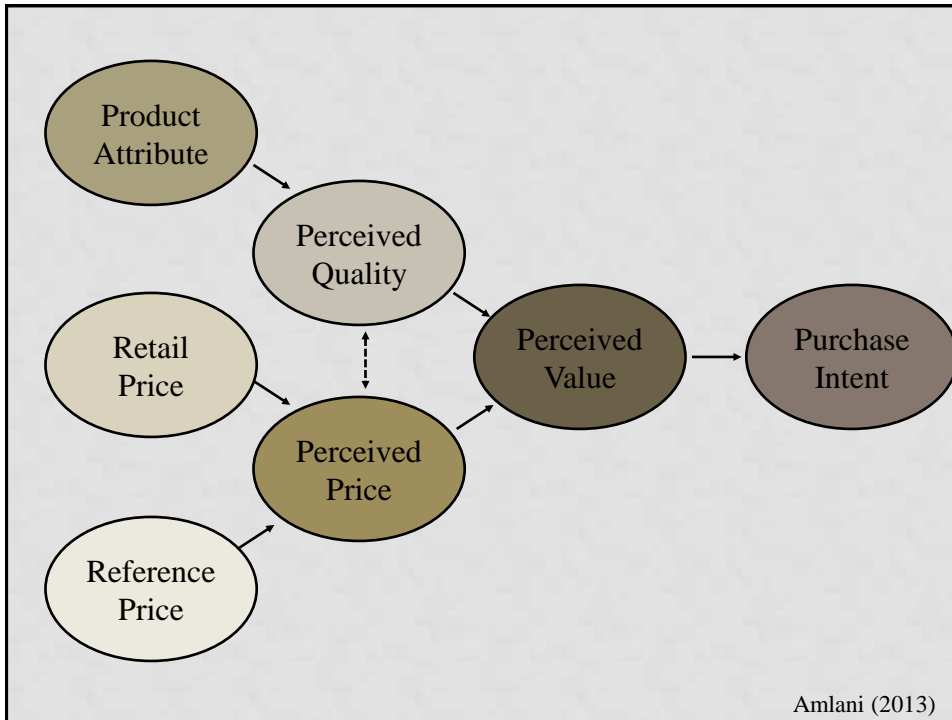 Product
Attribute
Perceived
Quality
Retail
Price
Perceived
Value
Purchase
Intent
Perceived
Price
Reference
Price
Amlani (2013)